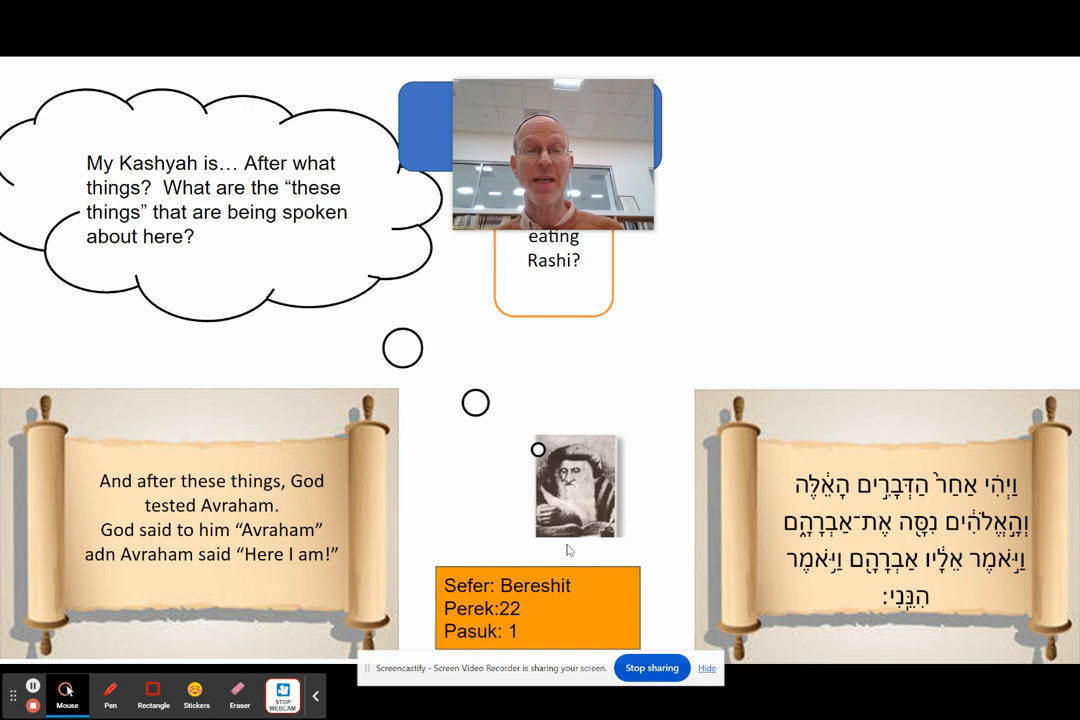 My Kashyah is… After what
things?  What are the “these
things” that are being spoken
about here?
eating
Rashi?
And after these things, God
tested Avraham.
God said to him “Avraham”
adn Avraham said “Here I am!”
Sefer: Bereshit
Perek:22
Pasuk: 1
וַיְהִ֗י אַחַר֙ הַדְּבָרִ֣ים הָאֵ֔לֶּה
וְהָ֣אֱלֹהִ֔ים נִסָּ֖ה אֶת־אַבְרָהָ֑ם
וַיֹּ֣אמֶר אֵלָ֔יו אַבְרָהָ֖ם וַיֹּ֥אמֶר
הִנֵּֽנִי׃
Screencastify - Screen Video Recorder is sharing your screen.
Stop sharing
Hide
Mouse
Pen
Rectangle
Stickers
Eraser
STOP
WEBCAM